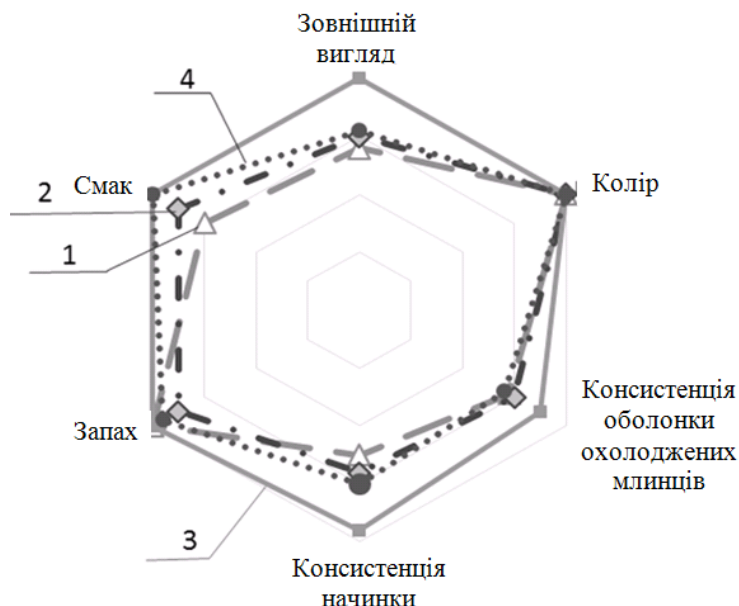 Зовнішній
вигляд
4
Смак
2
Колір
1
Консистенція
оболонки
охолоджених
млинців
Запах
3
Консистенція
начинки